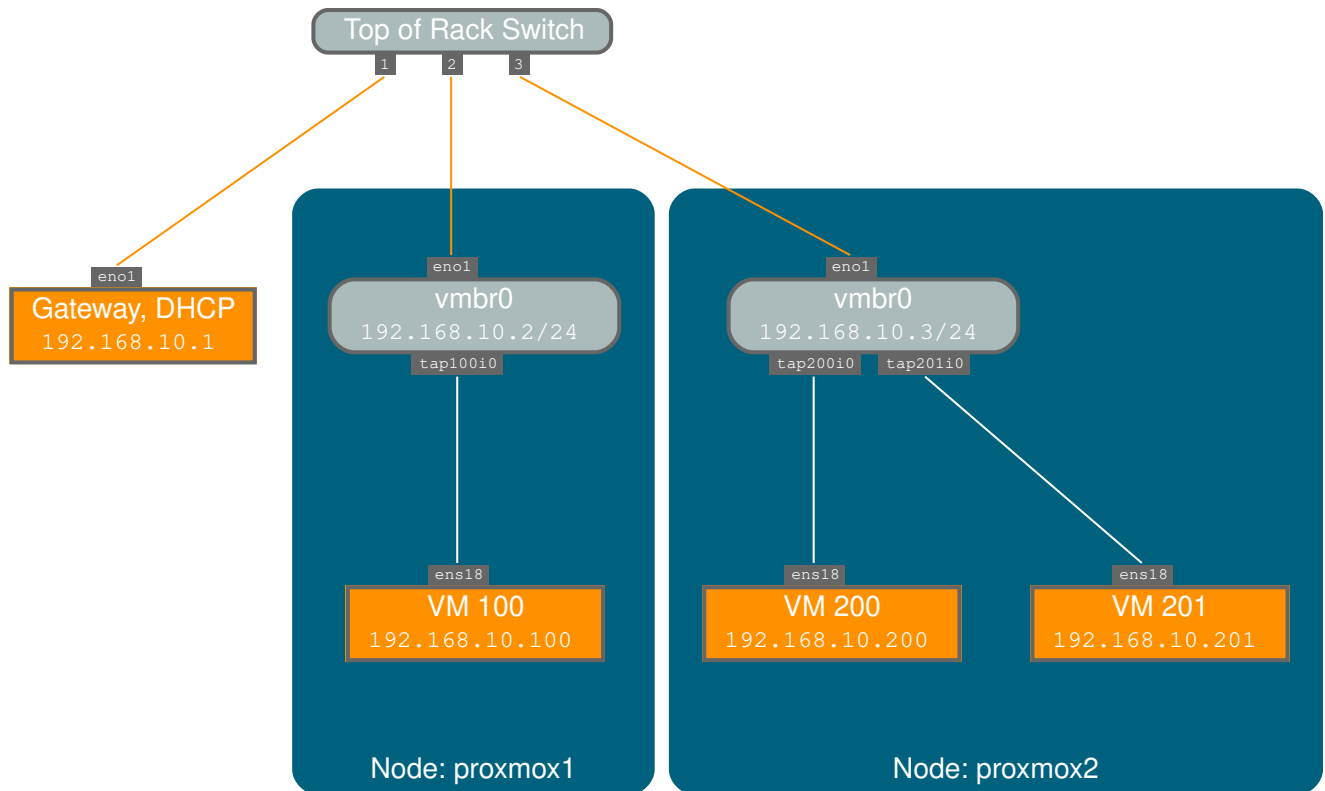 Top of Rack Switch
1 2 3
eno1
Gateway, DHCP
192.168.10.1
eno1
vmbr0
192.168.10.2/24
tap100i0
ens18
VM 100
192.168.10.100
Node: proxmox1
eno1
vmbr0
192.168.10.3/24
tap200i0 tap201i0
ens18
VM 200
192.168.10.200
ens18
VM 201
192.168.10.201
Node: proxmox2